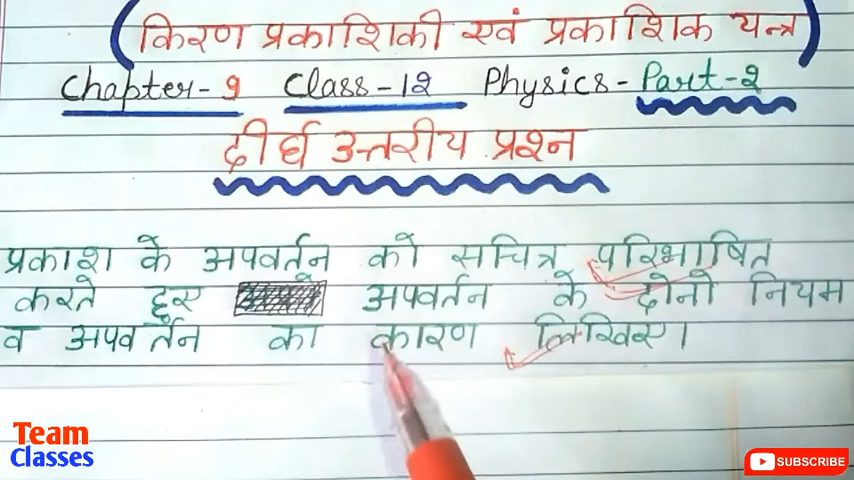 (किरण प्रकाशिकी एवं प्रकाशिक यन्त्र)
Chapter-9 Class-12 Physics-Part-2
दीर्घ उत्तरीय प्रश्न
प्रकाश के अपवर्तन को सचित्र परिभाषित
करते हुए अपवर्तन के दोनो नियम
व अपवर्तन का कारण लिखिए।
Team
Classes
SUBSCRIBE